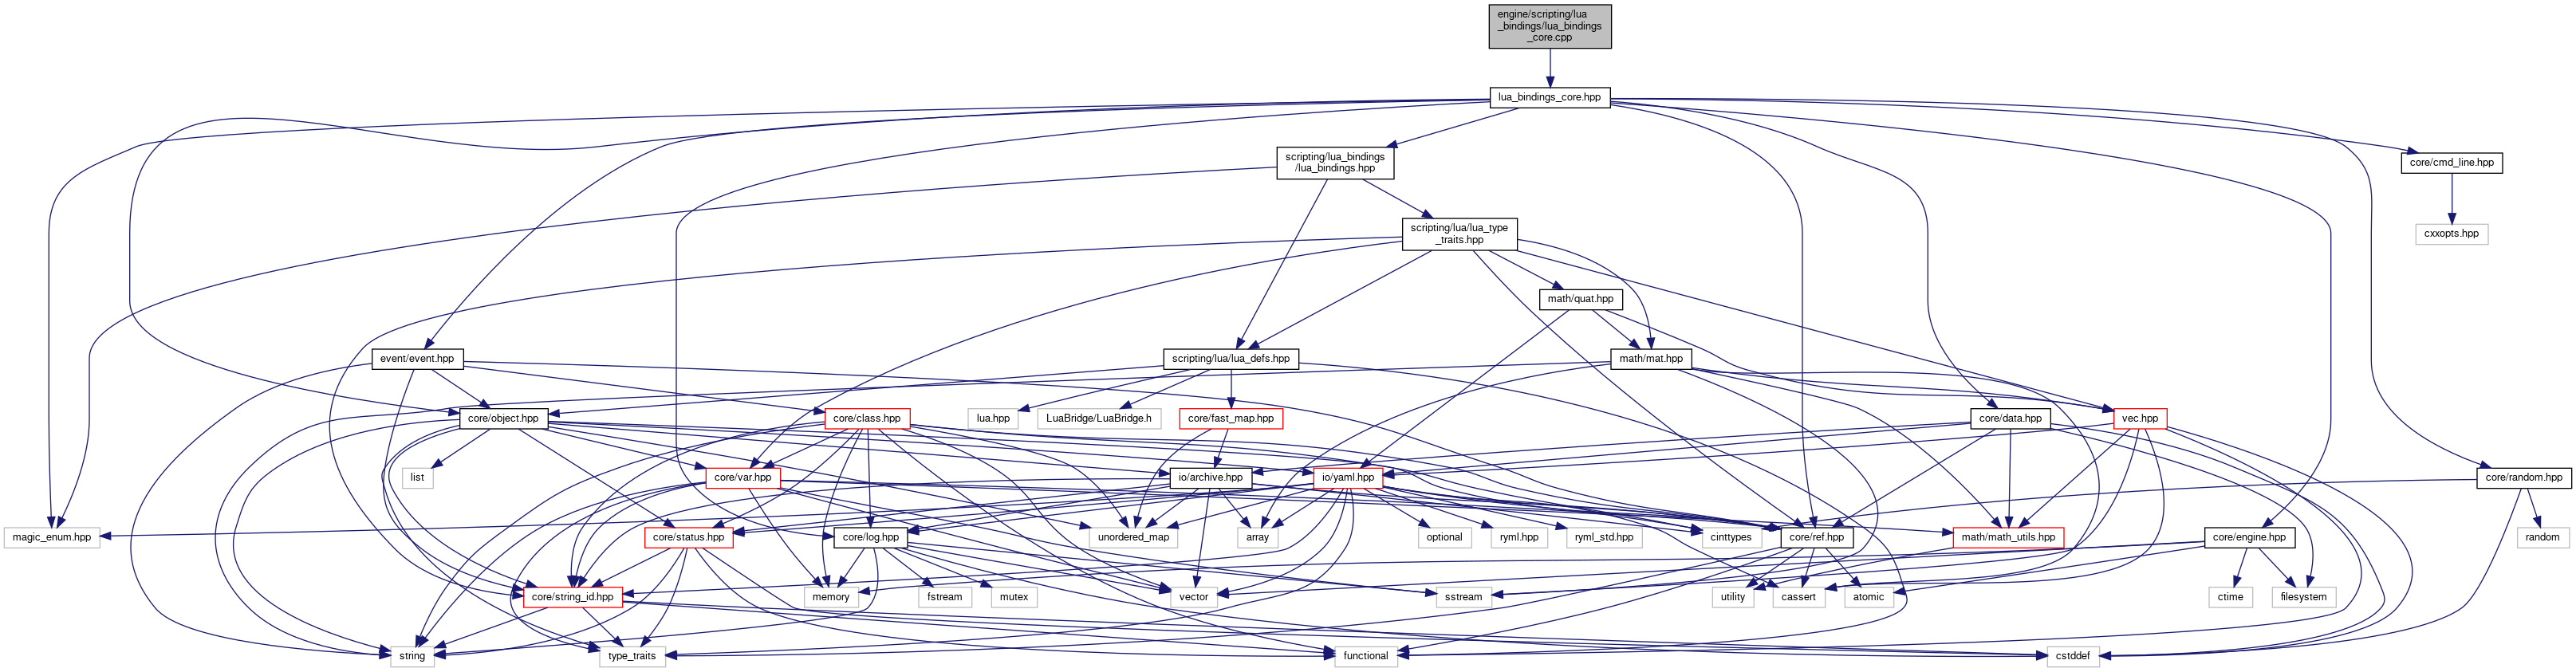 engine/scripting/lua
_bindings/lua_bindings
_core.cpp
lua_bindings_core.hpp
scripting/lua_bindings
/lua_bindings.hpp
core/cmd_line.hpp
scripting/lua/lua_type
_traits.hpp
cxxopts.hpp
math/quat.hpp
event/event.hpp
scripting/lua/lua_defs.hpp
math/mat.hpp
core/object.hpp
core/class.hpp
lua.hpp
LuaBridge/LuaBridge.h
core/fast_map.hpp
core/data.hpp
vec.hpp
list
core/var.hpp
io/archive.hpp
io/yaml.hpp
core/random.hpp
magic_enum.hpp
core/status.hpp
core/log.hpp
unordered_map
array
optional
ryml.hpp
ryml_std.hpp
cinttypes
core/ref.hpp
math/math_utils.hpp
core/engine.hpp
random
core/string_id.hpp
memory
fstream
mutex
vector
sstream
utility
cassert
atomic
ctime
filesystem
string
type_traits
functional
cstddef